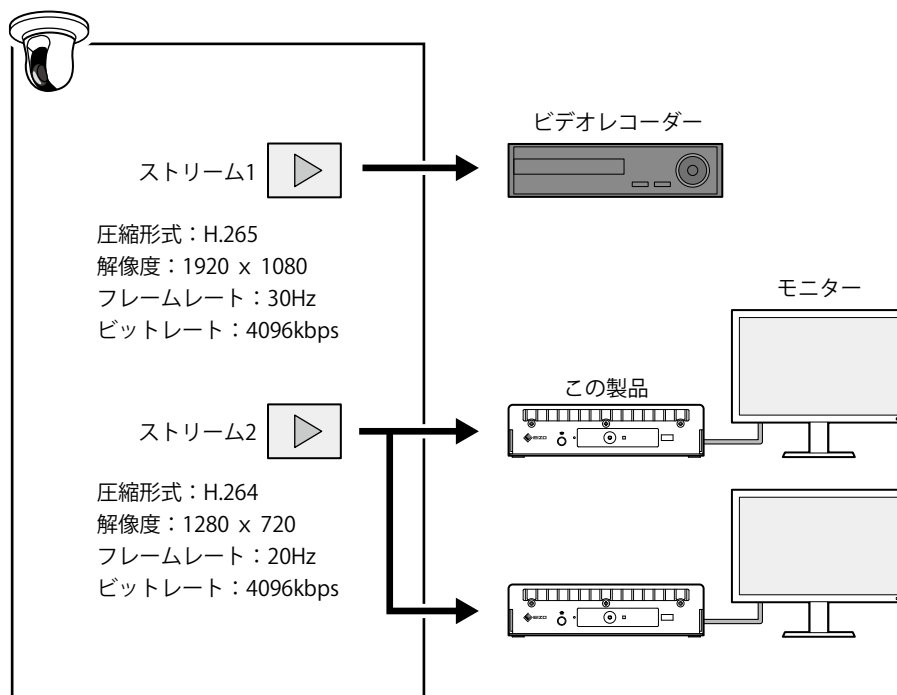 ビデオレコーダー
ストリーム1
圧縮形式：H.265
解像度：1920 x 1080
フレームレート：30Hz
ビットレート：4096kbps
モニター
この製品
ストリーム2
EIZO
圧縮形式：H.264
解像度：1280 x 720
フレームレート：20Hz
ビットレート：4096kbps
EIZO